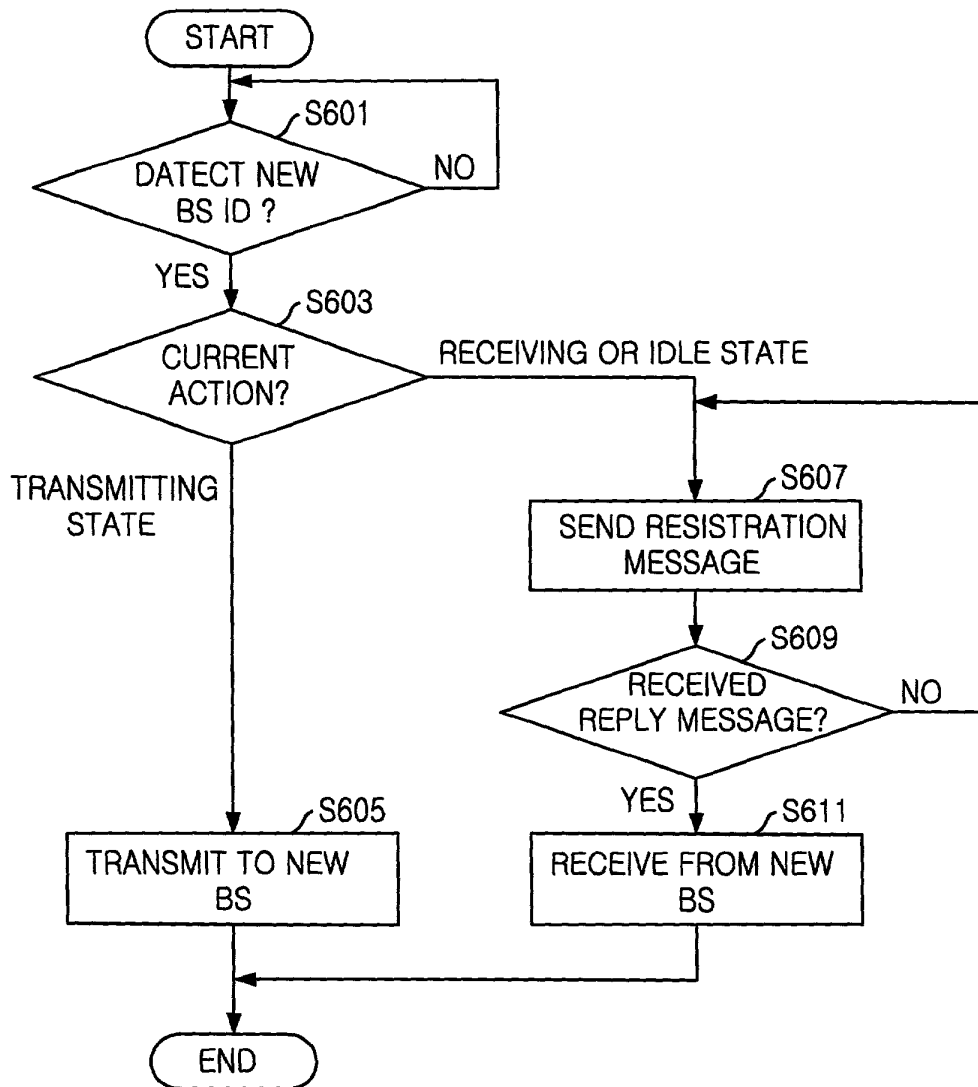 START
S601
DATECT NEW
BS ID ?
NO
YES
S603
CURRENT
ACTION?
RECEIVING OR IDLE STATE
TRANSMITTING
STATE
S607
SEND RESISTRATION
MESSAGE
S609
RECEIVED
REPLY MESSAGE?
NO
YES
S605
TRANSMIT TO NEW
BS
S611
RECEIVE FROM NEW
BS
END